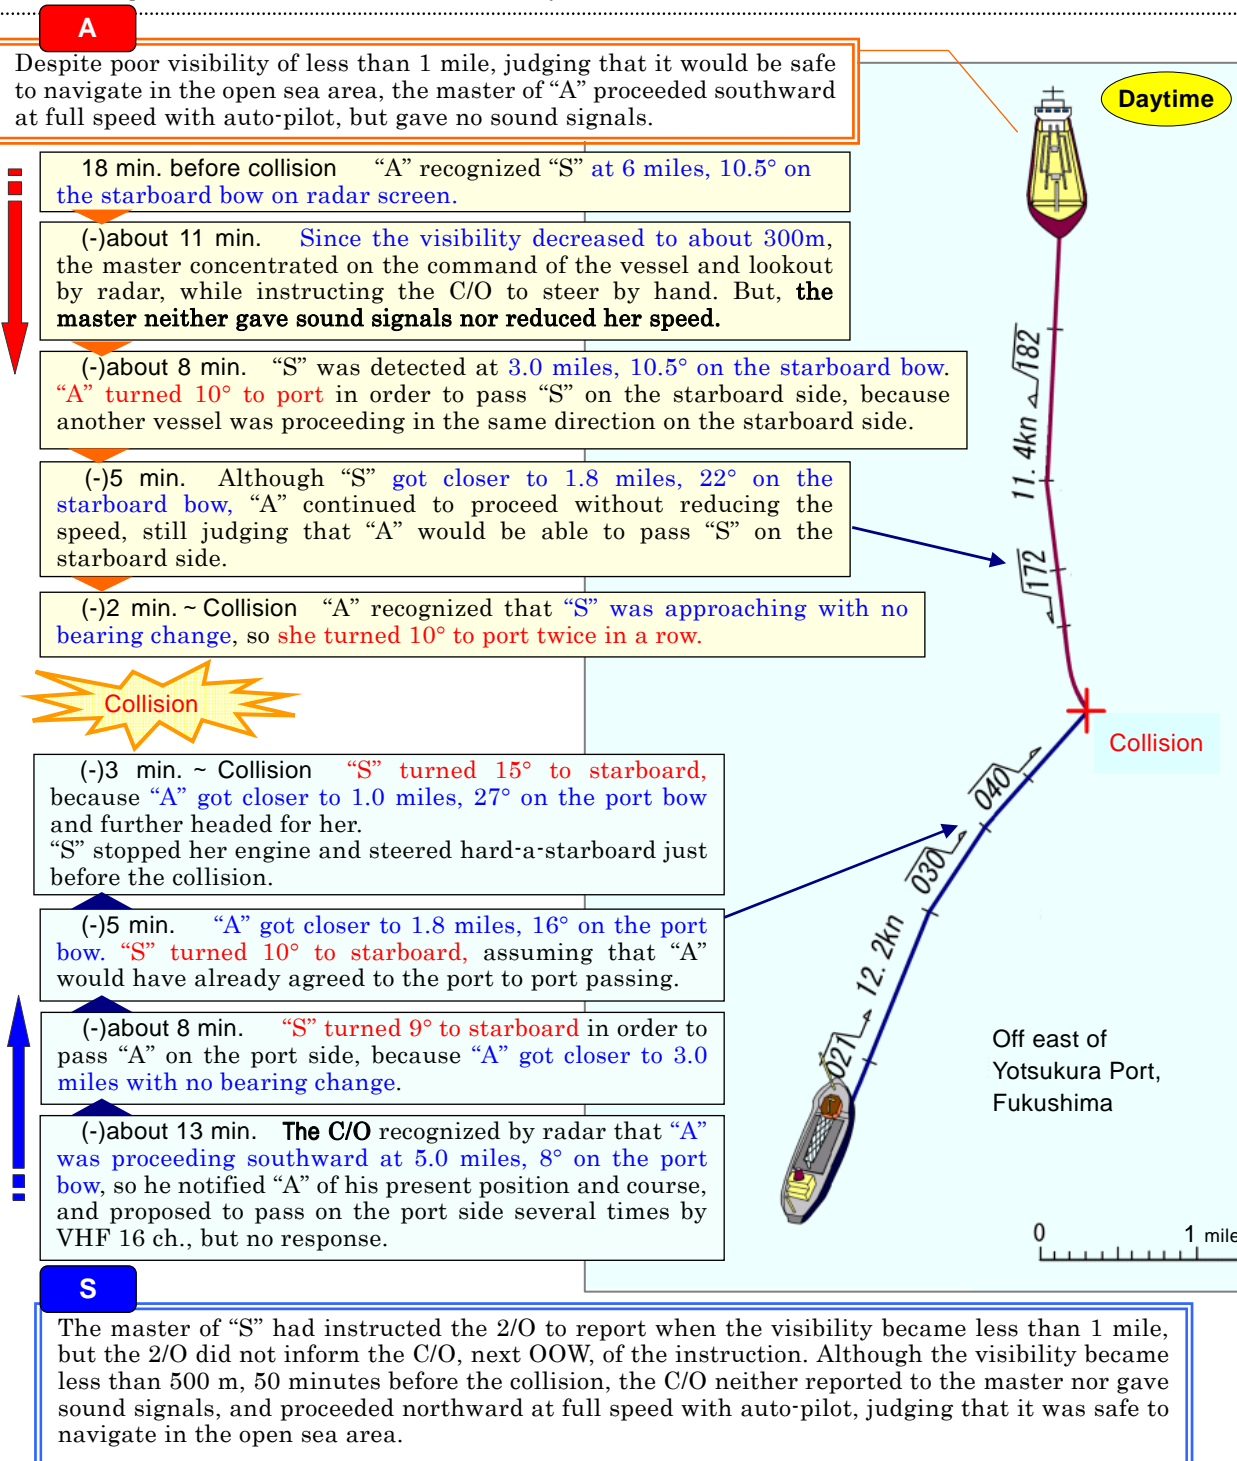 A
Despite poor visibility of less than 1 mile, judging that it would be safe
to navigate in the open sea area, the master of “A” proceeded southward
at full speed with auto-pilot, but gave no sound signals.
Daytime
18 min. before collision “A” recognized “S” at 6 miles, 10.5° on
the starboard bow on radar screen.
(-)about 11 min. Since the visibility decreased to about 300m,
the master concentrated on the command of the vessel and lookout
by radar, while instructing the C/O to steer by hand. But, the
master neither gave sound signals nor reduced her speed.
(-)about 8 min. “S” was detected at 3.0 miles, 10.5° on the starboard bow.
“A” turned 10° to port in order to pass “S” on the starboard side, because
another vessel was proceeding in the same direction on the starboard side.
(-)5 min. Although “S” got closer to 1.8 miles, 22° on the
starboard bow, “A” continued to proceed without reducing the
speed, still judging that “A” would be able to pass “S” on the
starboard side.
(-)2 min. ~ Collision “A” recognized that “S” was approaching with no
bearing change, so she turned 10° to port twice in a row.
182
11.4kn
172
Collision
Collision
(-)3 min. ~ Collision “S” turned 15° to starboard,
because “A” got closer to 1.0 miles, 27° on the port bow
and further headed for her.
“S” stopped her engine and steered hard-a-starboard just
before the collision.
(-)5 min. “A” got closer to 1.8 miles, 16° on the port
bow. “S” turned 10° to starboard, assuming that “A”
would have already agreed to the port to port passing.
(-)about 8 min. “S” turned 9° to starboard in order to
pass “A” on the port side, because “A” got closer to 3.0
miles with no bearing change.
(-)about 13 min. The C/O recognized by radar that “A”
was proceeding southward at 5.0 miles, 8° on the port
bow, so he notified “A” of his present position and course,
and proposed to pass on the port side several times by
VHF 16 ch., but no response.
040
030
12.2kn
021
Off east of
Yotsukura Port,
Fukushima
0 1 mile
S
The master of “S” had instructed the 2/O to report when the visibility became less than 1 mile,
but the 2/O did not inform the C/O, next OOW, of the instruction. Although the visibility became
less than 500 m, 50 minutes before the collision, the C/O neither reported to the master nor gave
sound signals, and proceeded northward at full speed with auto-pilot, judging that it was safe to
navigate in the open sea area.